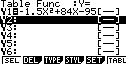 Table Func :Y=
Y1■-1.5X²+84X-95[—]
Y2: [—]
Y3: [—]
Y4: [—]
Y5: [—]
Y6: [—]
SEL DEL TYPE STYL SET TABL